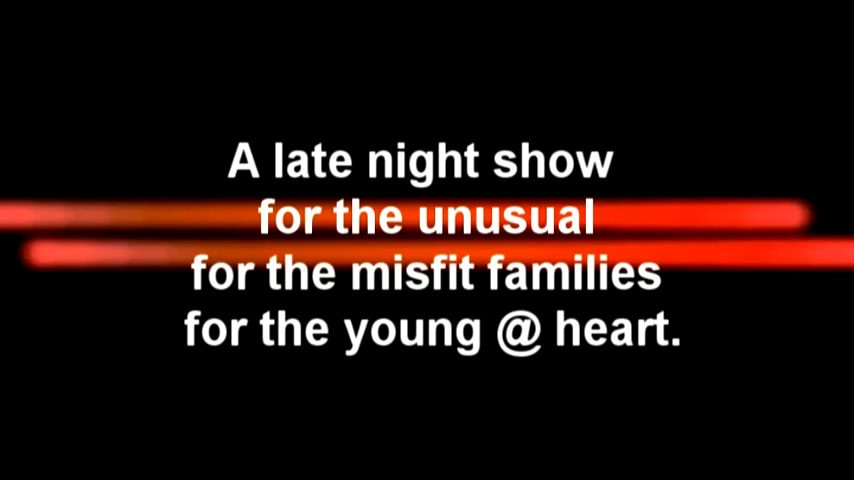 A late night show
for the unusual
for the misfit families
for the young @ heart.